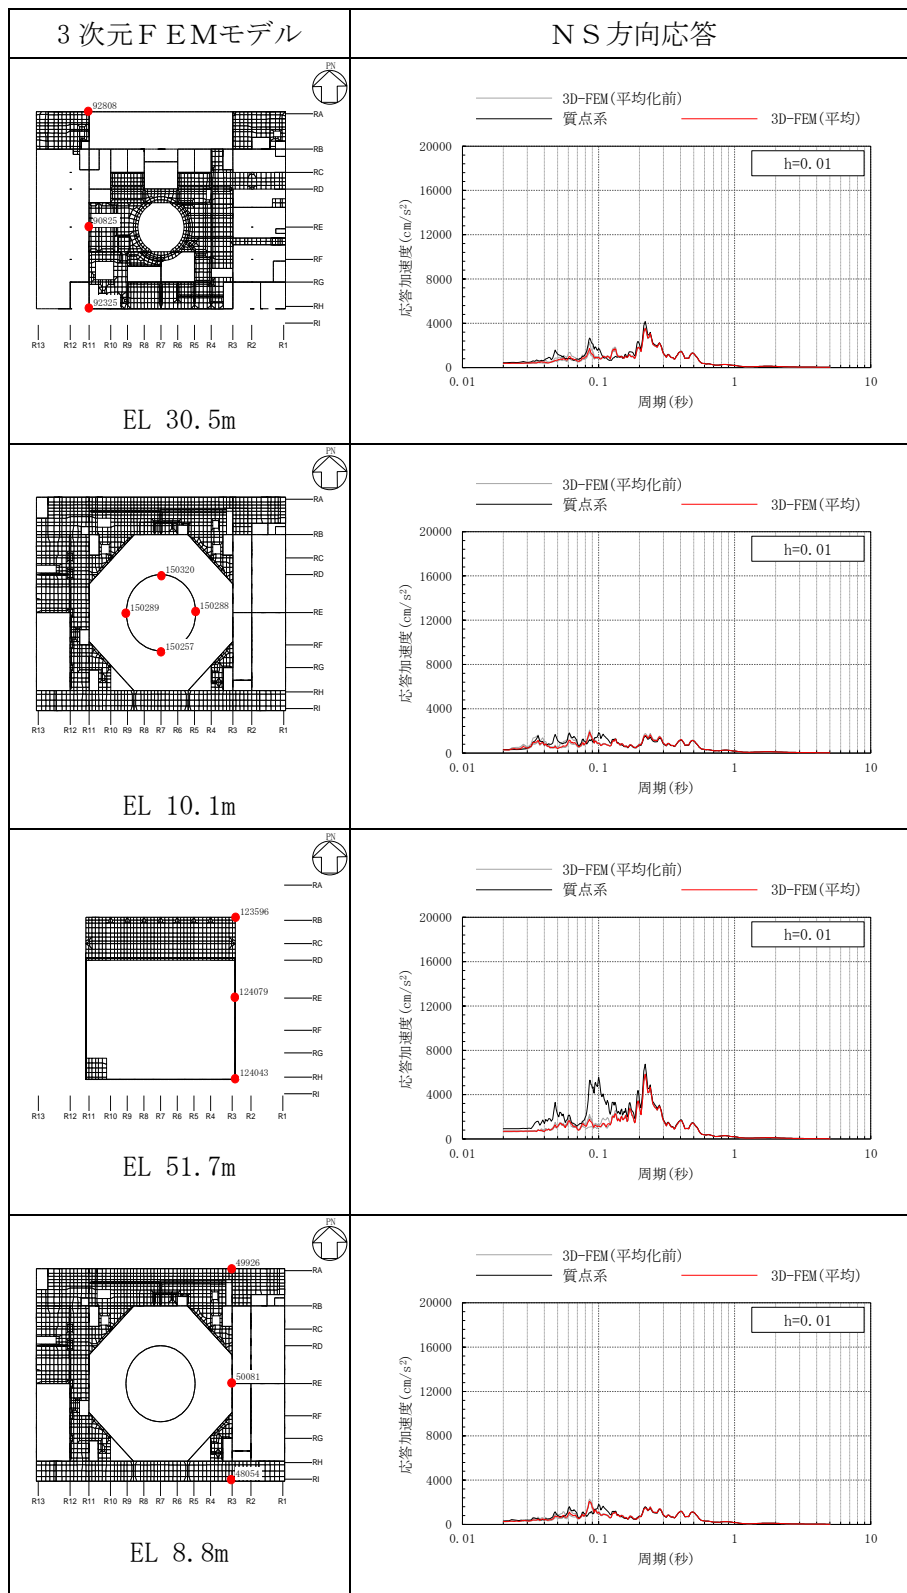 3次元FEMモデル
NS方向応答
PN
92808
90825
92325
RA
RB
RC
RD
RE
RF
RG
RH
RI
R13 R12 R11 R10 R9 R8 R7 R6 R5 R4 R3 R2 R1
EL 30.5m
3D-FEM(平均化前)
質点系 3D-FEM(平均)
h=0.01
応答加速度(cm/s²)
20000
16000
12000
8000
4000
0
0.01 0.1 1 10
周期(秒)
PN
150320
150289
150288
150257
RA
RB
RC
RD
RE
RF
RG
RH
RI
R13 R12 R11 R10 R9 R8 R7 R6 R5 R4 R3 R2 R1
EL 10.1m
3D-FEM(平均化前)
質点系 3D-FEM(平均)
h=0.01
応答加速度(cm/s²)
20000
16000
12000
8000
4000
0
0.01 0.1 1 10
周期(秒)
PN
123596
124079
124043
RA
RB
RC
RD
RE
RF
RG
RH
RI
R13 R12 R11 R10 R9 R8 R7 R6 R5 R4 R3 R2 R1
EL 51.7m
3D-FEM(平均化前)
質点系 3D-FEM(平均)
h=0.01
応答加速度(cm/s²)
20000
16000
12000
8000
4000
0
0.01 0.1 1 10
周期(秒)
PN
49926
50081
48054
RA
RB
RC
RD
RE
RF
RG
RH
RI
R13 R12 R11 R10 R9 R8 R7 R6 R5 R4 R3 R2 R1
EL 8.8m
3D-FEM(平均化前)
質点系 3D-FEM(平均)
h=0.01
応答加速度(cm/s²)
20000
16000
12000
8000
4000
0
0.01 0.1 1 10
周期(秒)